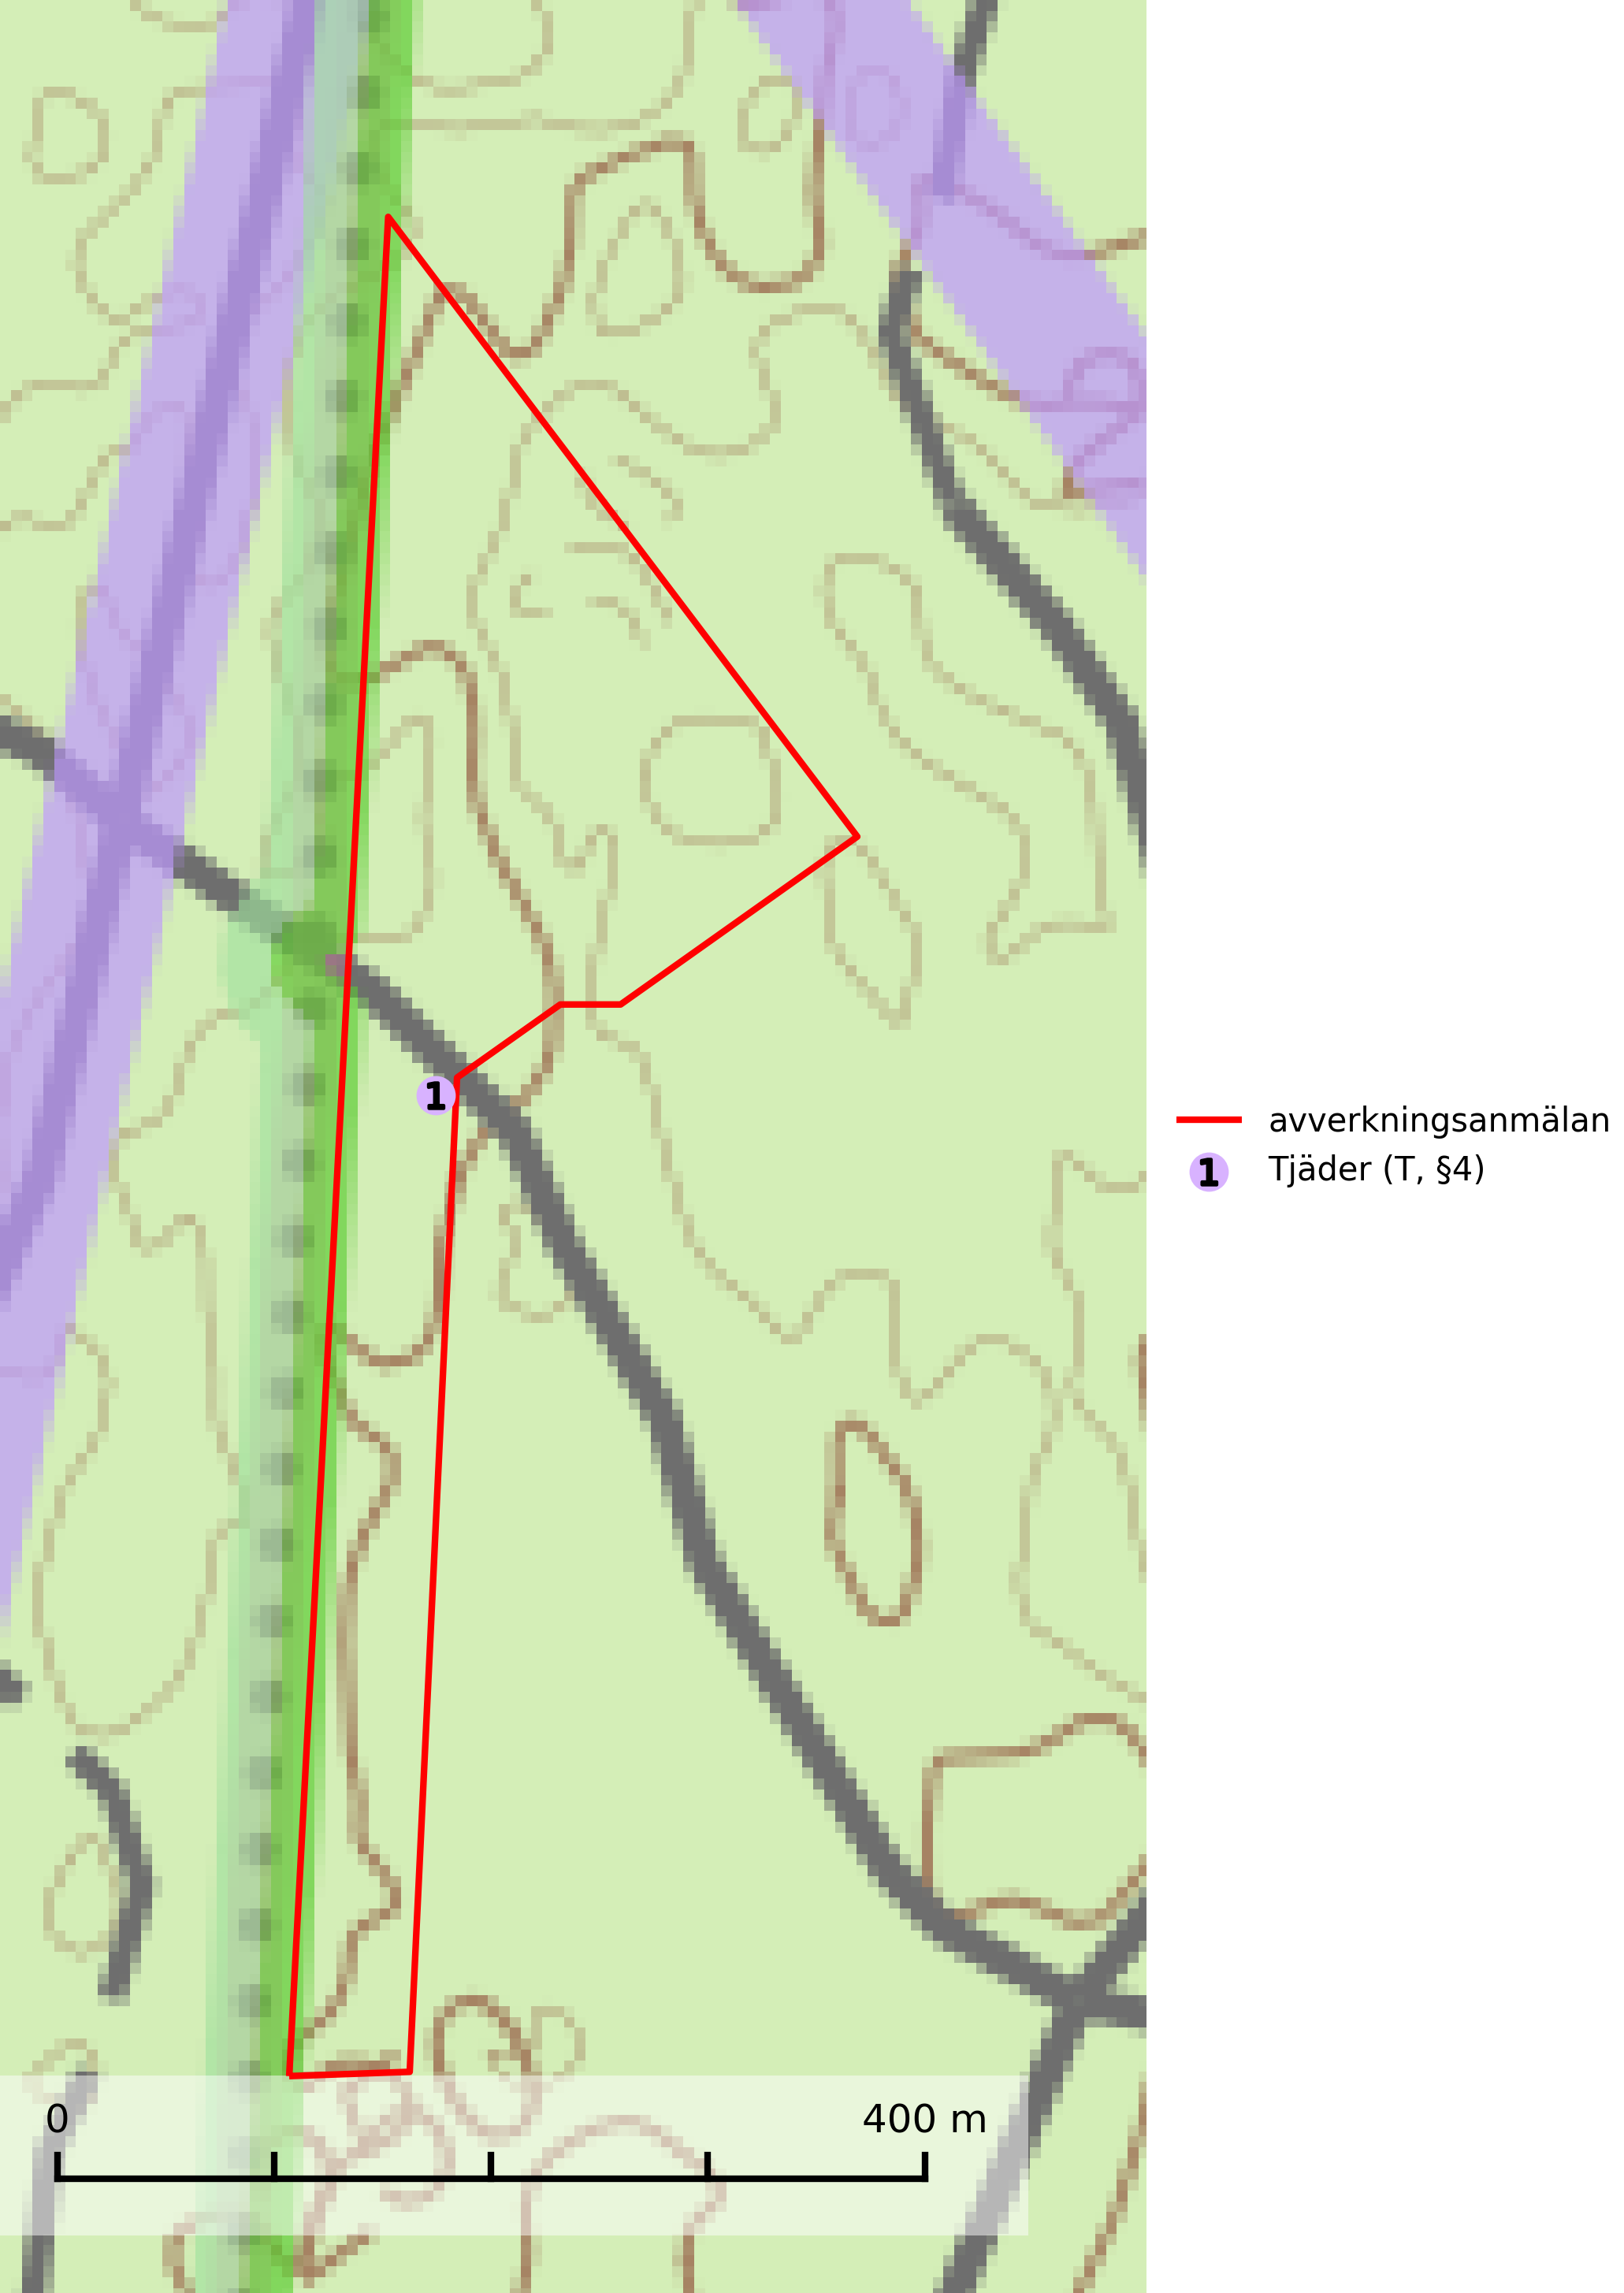 1
avverkningsanmälan
1 Tjäder (T, §4)
0 400 m